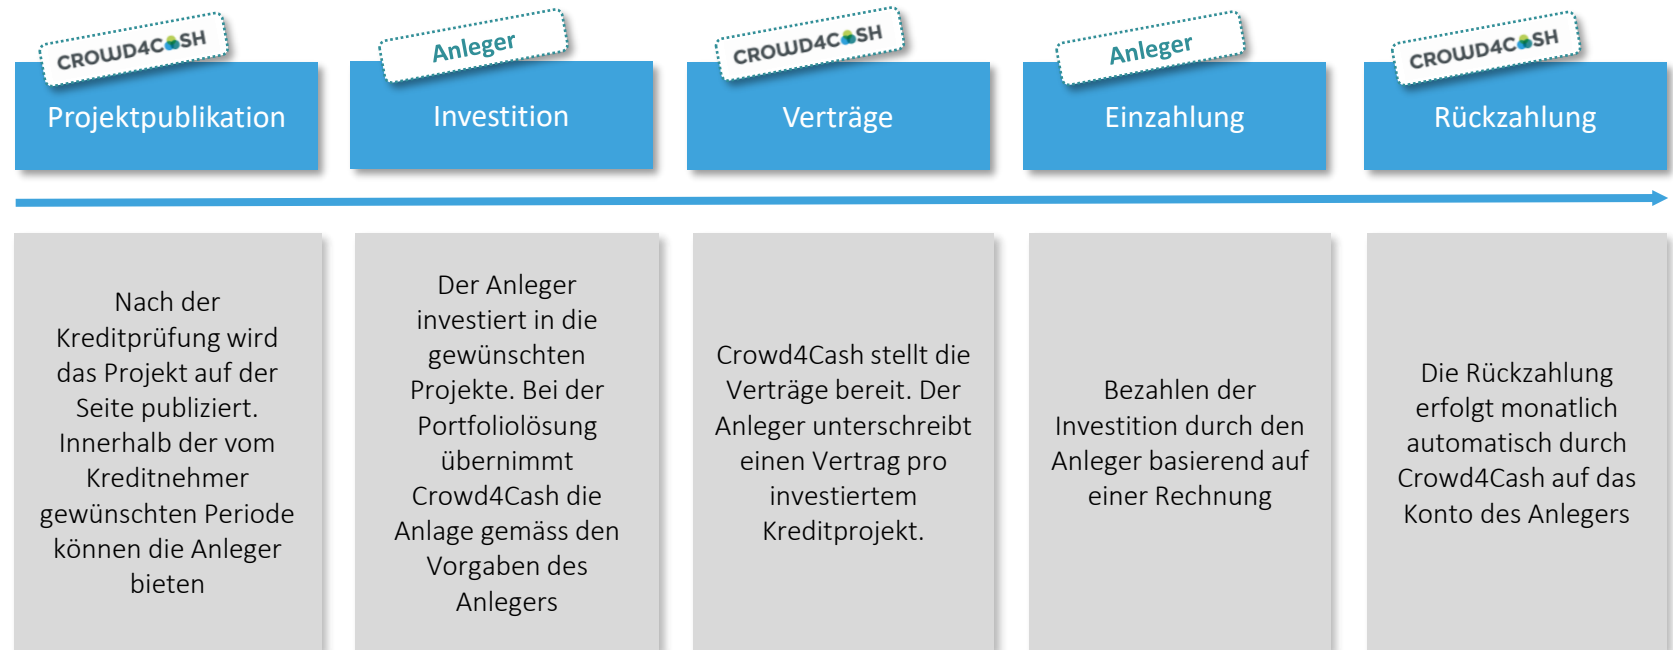 CROWD4CASH
Projektpublikation
Anleger
Investition
CROWD4CASH
Verträge
Anleger
Einzahlung
CROWD4CASH
Rückzahlung
Nach der
Kreditprüfung wird
das Projekt auf der
Seite publiziert.
Innerhalb der vom
Kreditnehmer
gewünschten Periode
können die Anleger
bieten
Der Anleger
investiert in die
gewünschten
Projekte. Bei der
Portfoliolösung
übernimmt
Crowd4Cash die
Anlage gemäss den
Vorgaben des
Anlegers
Crowd4Cash stellt die
Verträge bereit. Der
Anleger unterschreibt
einen Vertrag pro
investiertem
Kreditprojekt.
Bezahlen der
Investition durch den
Anleger basierend auf
einer Rechnung
Die Rückzahlung
erfolgt monatlich
automatisch durch
Crowd4Cash auf das
Konto des Anlegers